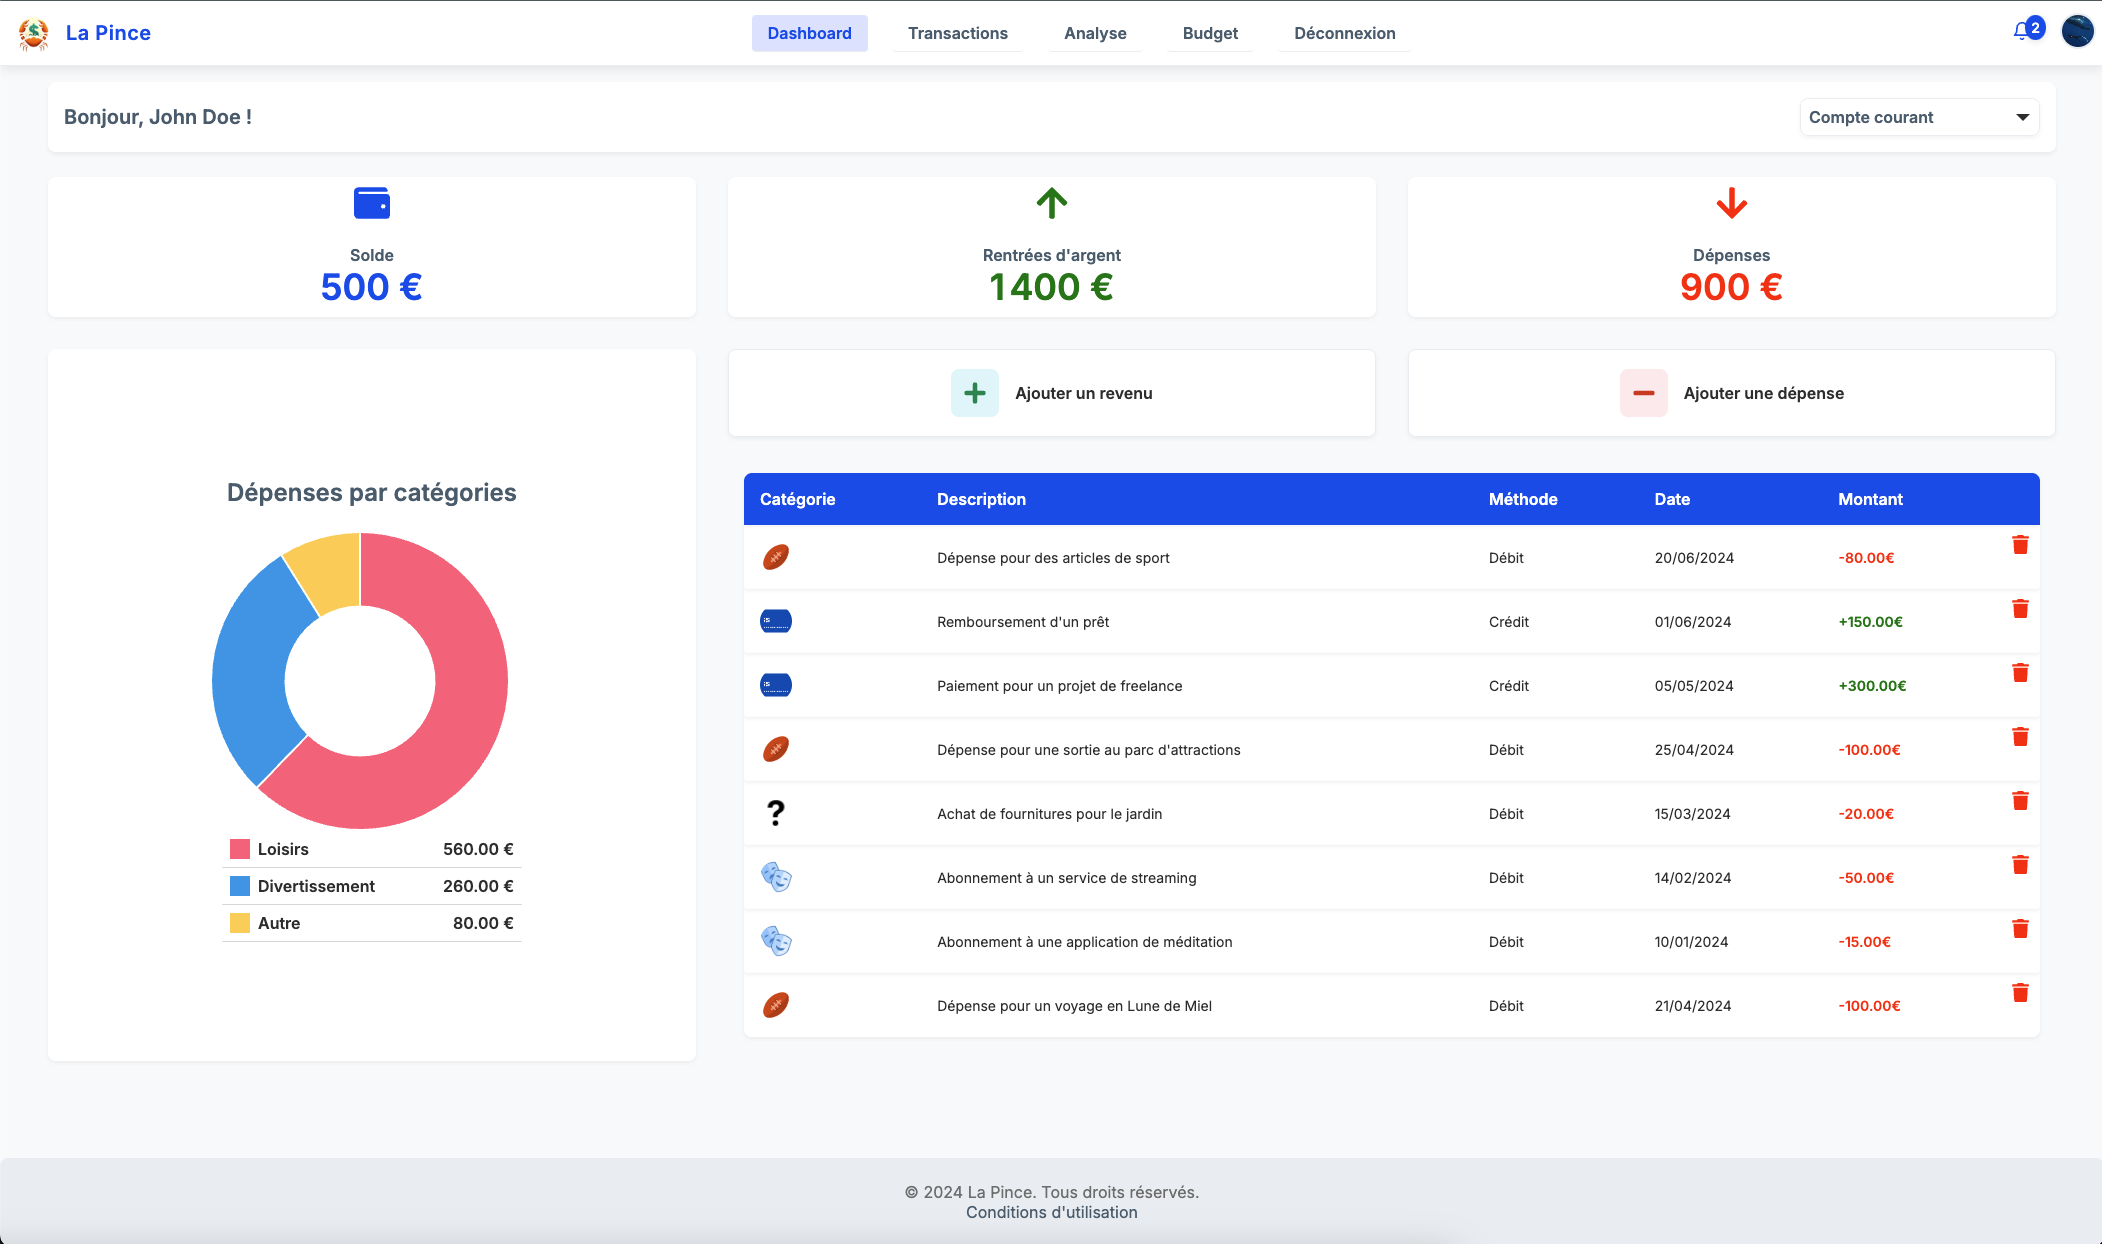 La Pince
Dashboard Transactions Analyse Budget Déconnexion
2
Bonjour, John Doe !
Compte courant
Solde
500 €
Rentrées d'argent
1400 €
Dépenses
900 €
Ajouter un revenu
Ajouter une dépense
Dépenses par catégories
Loisirs 560.00 €
Divertissement 260.00 €
Autre 80.00 €
Catégorie Description Méthode Date Montant
Dépense pour des articles de sport Débit 20/06/2024 -80.00€
Remboursement d'un prêt Crédit 01/06/2024 +150.00€
Paiement pour un projet de freelance Crédit 05/05/2024 +300.00€
Dépense pour une sortie au parc d'attractions Débit 25/04/2024 -100.00€
? Achat de fournitures pour le jardin Débit 15/03/2024 -20.00€
Abonnement à un service de streaming Débit 14/02/2024 -50.00€
Abonnement à une application de méditation Débit 10/01/2024 -15.00€
Dépense pour un voyage en Lune de Miel Débit 21/04/2024 -100.00€
© 2024 La Pince. Tous droits réservés.
Conditions d'utilisation